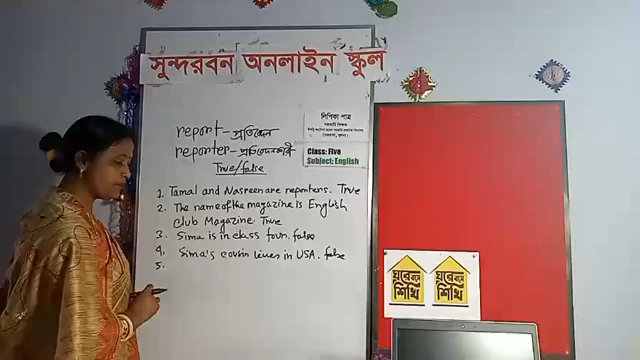 সুন্দরবন অনলাইন স্কুল
report - প্রতিবেদন
reporter - প্রতিবেদনকারী
True/false
লিপিকা পাত্র
সহকারী শিক্ষক
Class: Five
Subject: English
1. Tamal and Nasreen are reporters. True
2. The name of the magazine is English
Club Magazine. True
3. Sima is in class four. false
4. Sima's cousin lives in USA. false
5.
ঘরে বসে
শিখি
ঘরে বসে
শিখি